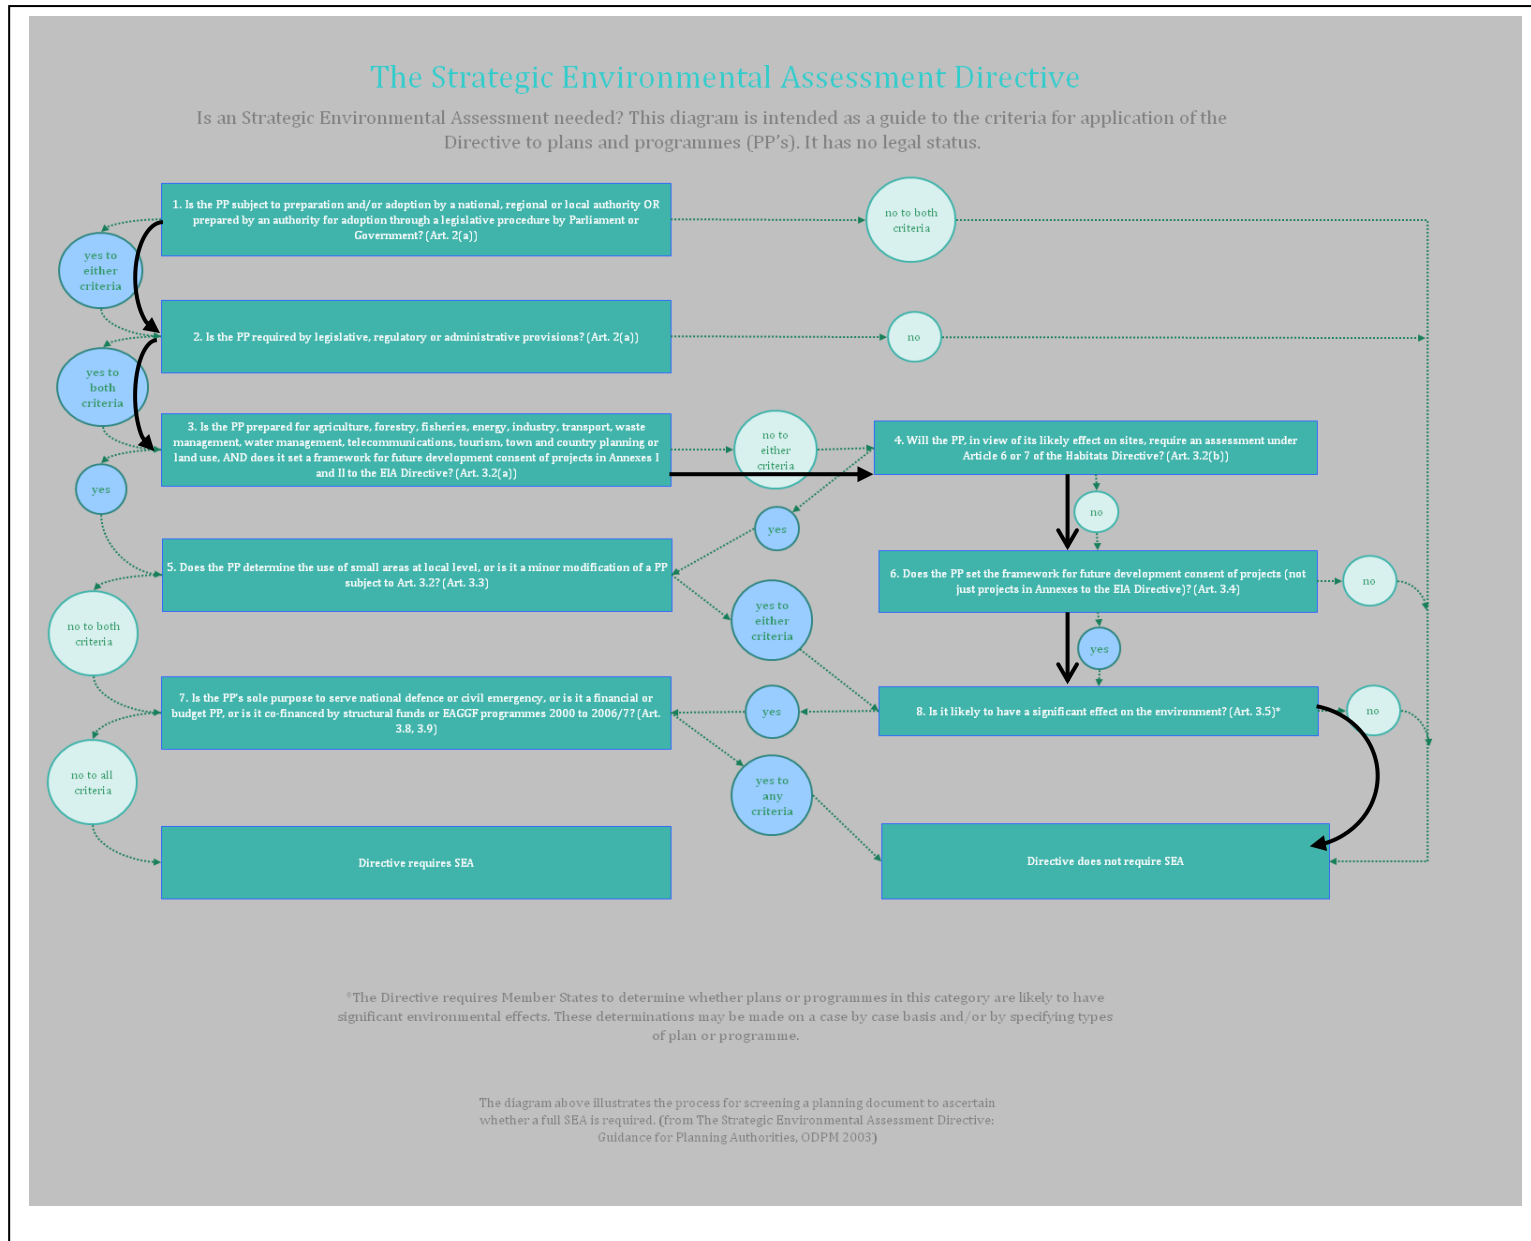 The Strategic Environmental Assessment Directive
Is an Strategic Environmental Assessment needed? This diagram is intended as a guide to the criteria for application of the
Directive to plans and programmes (PP's). It has no legal status.
1. Is the PP subject to preparation and/or adoption by a national, regional or local authority OR
prepared by an authority for adoption through a legislative procedure by Parliament or
Government? (Art. 2(a))
no to both
criteria
yes to
either
criteria
2. Is the PP required by legislative, regulatory or administrative provisions? (Art. 2(a))
no
yes to
both
criteria
3. Is the PP prepared for agriculture, forestry, fisheries, energy, industry, transport, waste
management, water management, telecommunications, tourism, town and country planning or
land use, AND does it set a framework for future development consent of projects in Annexes I
and II to the EIA Directive? (Art. 3.2(a))
no to
either
criteria
4. Will the PP, in view of its likely effect on sites, require an assessment under
Article 6 or 7 of the Habitats Directive? (Art. 3.2(b))
yes
no
yes
5. Does the PP determine the use of small areas at local level, or is it a minor modification of a PP
subject to Art. 3.2? (Art. 3.3)
6. Does the PP set the framework for future development consent of projects (not
just projects in Annexes to the EIA Directive)? (Art. 3.4)
no
no to both
criteria
yes to
either
criteria
yes
7. Is the PP's sole purpose to serve national defence or civil emergency, or is it a financial or
budget PP, or is it co-financed by structural funds or EAGGF programmes 2000 to 2006/7? (Art.
3.8, 3.9)
yes
8. Is it likely to have a significant effect on the environment? (Art. 3.5)*
no
no to all
criteria
yes to
any
criteria
Directive requires SEA
Directive does not require SEA
*The Directive requires Member States to determine whether plans or programmes in this category are likely to have
significant environmental effects. These determinations may be made on a case by case basis and/or by specifying types
of plan or programme.
The diagram above illustrates the process for screening a planning document to ascertain
whether a full SEA is required. (from The Strategic Environmental Assessment Directive:
Guidance for Planning Authorities, ODPM 2003)